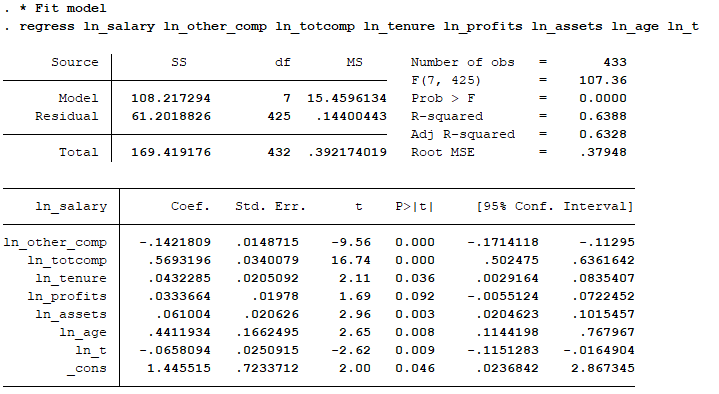 . * Fit model
. regress ln_salary ln_other_comp ln_totcomp ln_tenure ln_profits ln_assets ln_age ln_t
Source | SS df MS Number of obs = 433
F(7, 425) = 107.36
Model | 108.217294 7 15.4596134 Prob > F = 0.0000
Residual | 61.2018826 425 .14400443 R-squared = 0.6388
Adj R-squared = 0.6328
Total | 169.419176 432 .392174019 Root MSE = .37948
ln_salary | Coef. Std. Err. t P>|t| [95% Conf. Interval]
ln_other_comp | -.1421809 .0148715 -9.56 0.000 -.1714118 -.11295
ln_totcomp | .5693196 .0340079 16.74 0.000 .502475 .6361642
ln_tenure | .0432285 .0205092 2.11 0.036 .0029164 .0835407
ln_profits | .0333664 .01978 1.69 0.092 -.0055124 .0722452
ln_assets | .061004 .020626 2.96 0.003 .0204623 .1015457
ln_age | .4411934 .1662495 2.65 0.008 .1144198 .767967
ln_t | -.0658094 .0250915 -2.62 0.009 -.1151283 -.0164904
_cons | 1.445515 .7233712 2.00 0.046 .0236842 2.867345